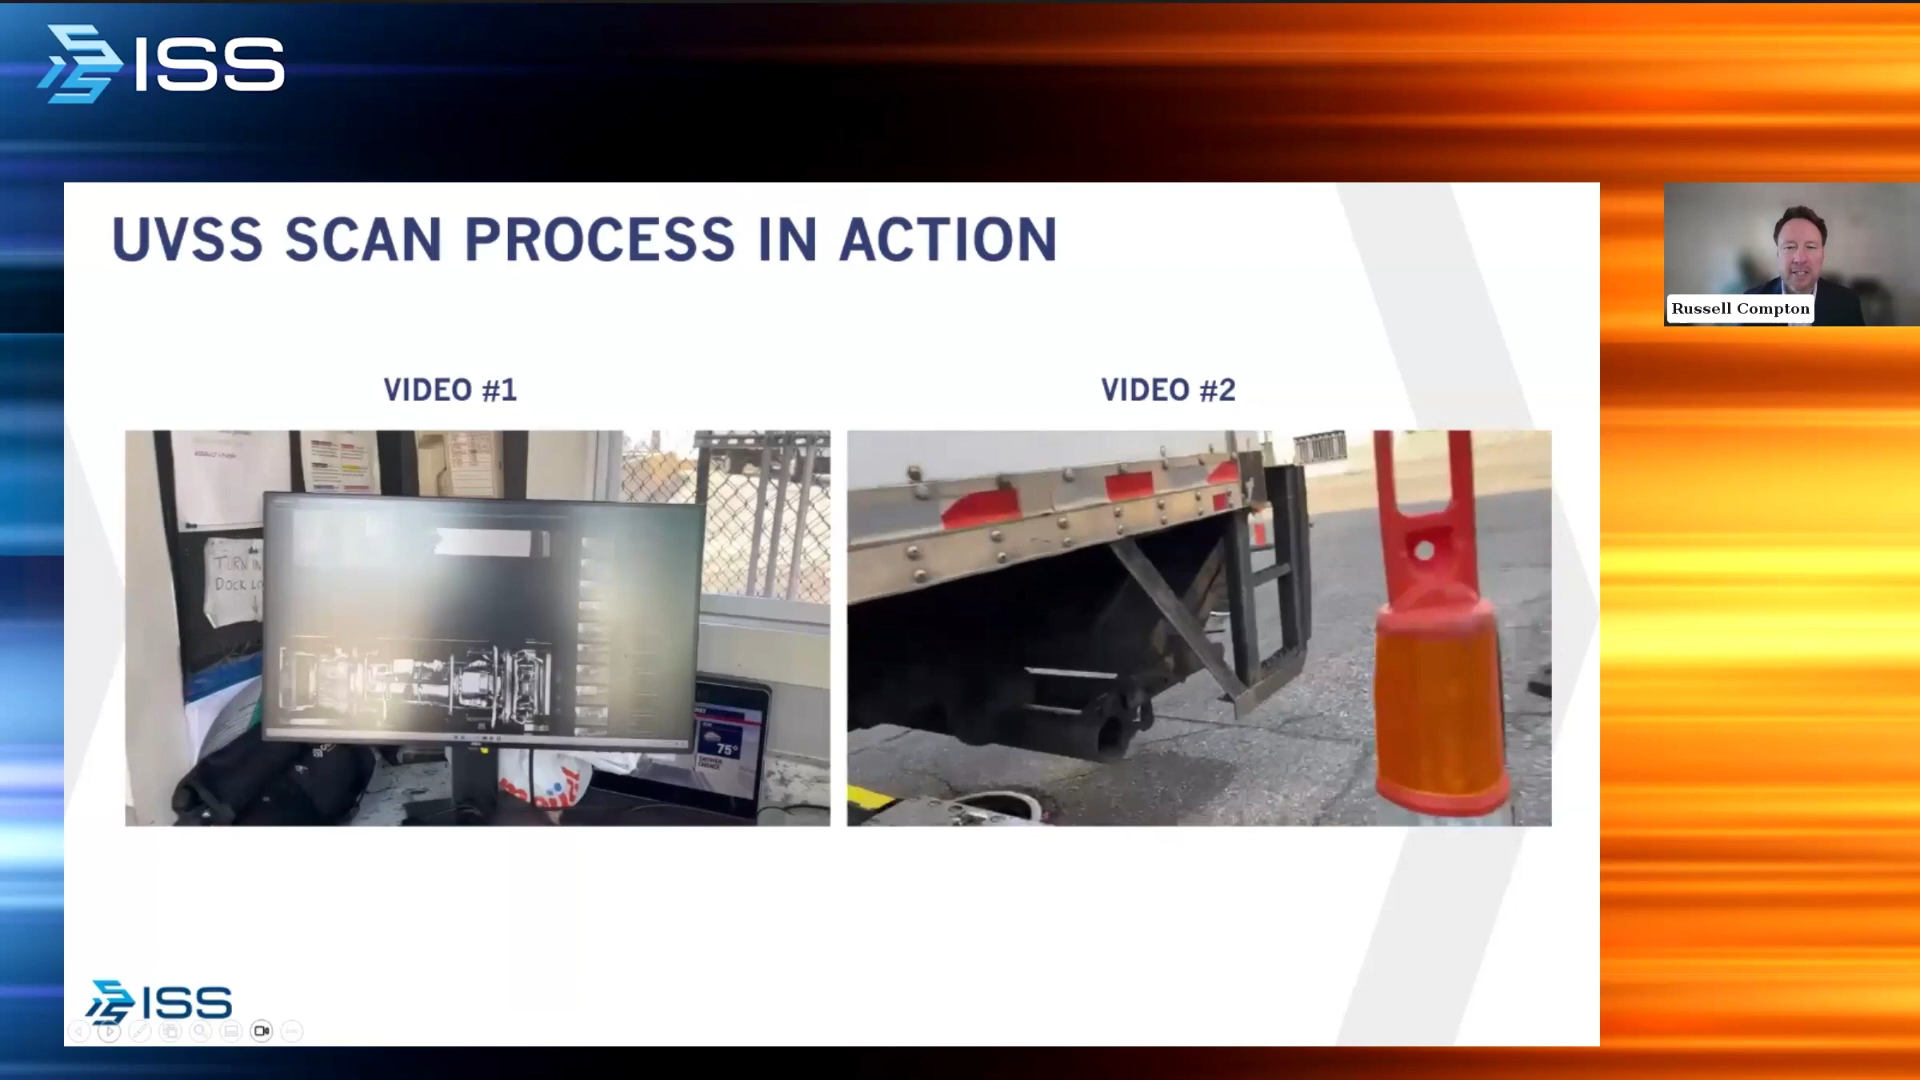 ISS
UVSS SCAN PROCESS IN ACTION
VIDEO #1
VIDEO #2
TURN IN
DOCK
75°
Russell Compton
ISS